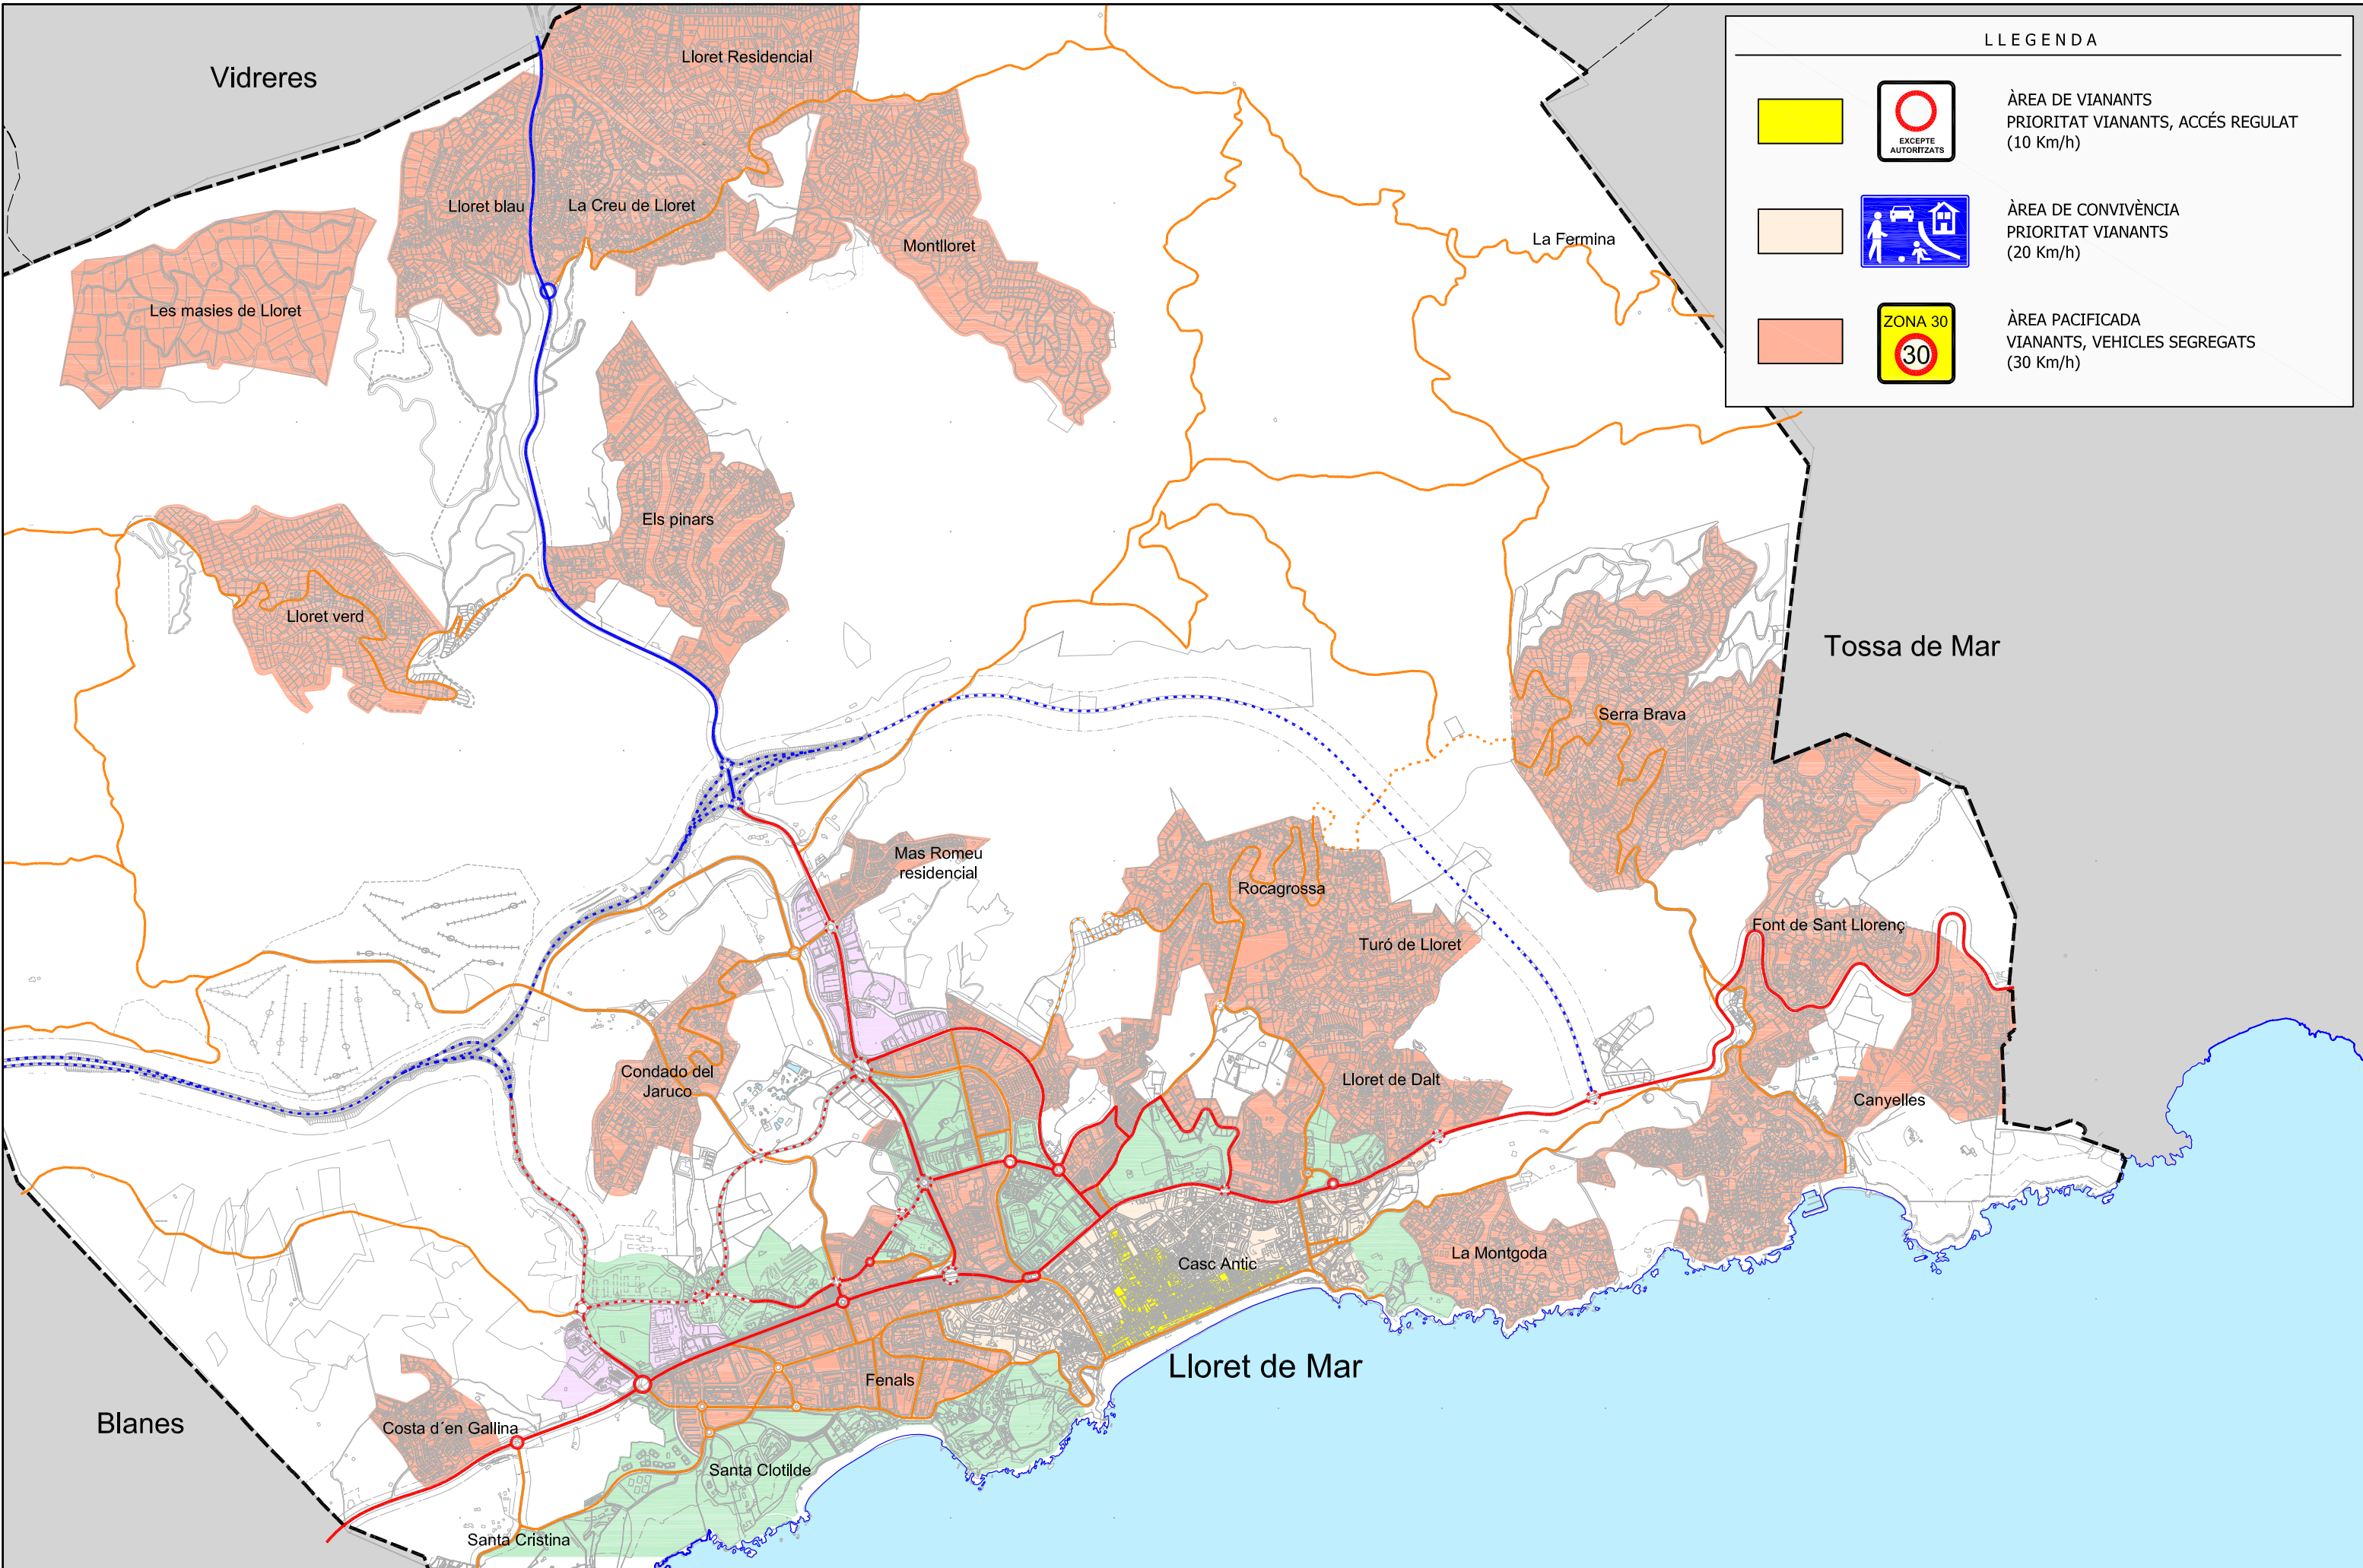 LLEGENDA
EXCEPTE
AUTORITZATS
ÀREA DE VIANANTS
PRIORITAT VIANANTS, ACCÉS REGULAT
(10 Km/h)
ÀREA DE CONVIVÈNCIA
PRIORITAT VIANANTS
(20 Km/h)
ZONA 30
30
ÀREA PACIFICADA
VIANANTS, VEHICLES SEGREGATS
(30 Km/h)
Vidreres
Lloret Residencial
Lloret blau
La Creu de Lloret
Montlloret
La Fermina
Les masies de Lloret
Els pinars
Lloret verd
Tossa de Mar
Serra Brava
Mas Romeu
residencial
Rocagrossa
Font de Sant Llorenç
Turó de Lloret
Condado del
Jaruco
Lloret de Dalt
Canyelles
La Montgoda
Casc Antic
Lloret de Mar
Fenals
Blanes
Costa d´en Gallina
Santa Clotilde
Santa Cristina